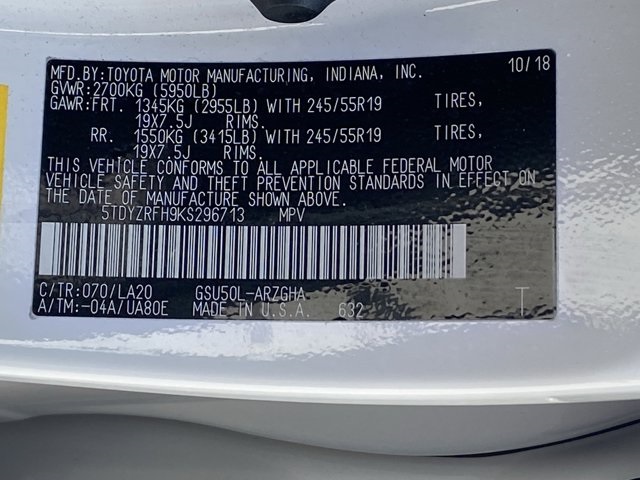 MFD.BY:TOYOTA MOTOR MANUFACTURING, INDIANA, INC. 10/18
GVWR:2700KG (5950LB)
GAWR:FRT. 1345KG (2955LB) WITH 245/55R19 TIRES,
19X7.5J RIMS.
RR. 1550KG (3415LB) WITH 245/55R19 TIRES,
19X7.5J RIMS.
THIS VEHICLE CONFORMS TO ALL APPLICABLE FEDERAL MOTOR
VEHICLE SAFETY AND THEFT PREVENTION STANDARDS IN EFFECT ON
THE DATE OF MANUFACTURE SHOWN ABOVE.
5TDYZRFH9KS296713 MPV
C/TR:070/LA20 GSU50L-ARZGHA
A/TM:-04A/UA80E MADE IN U.S.A. 632 T